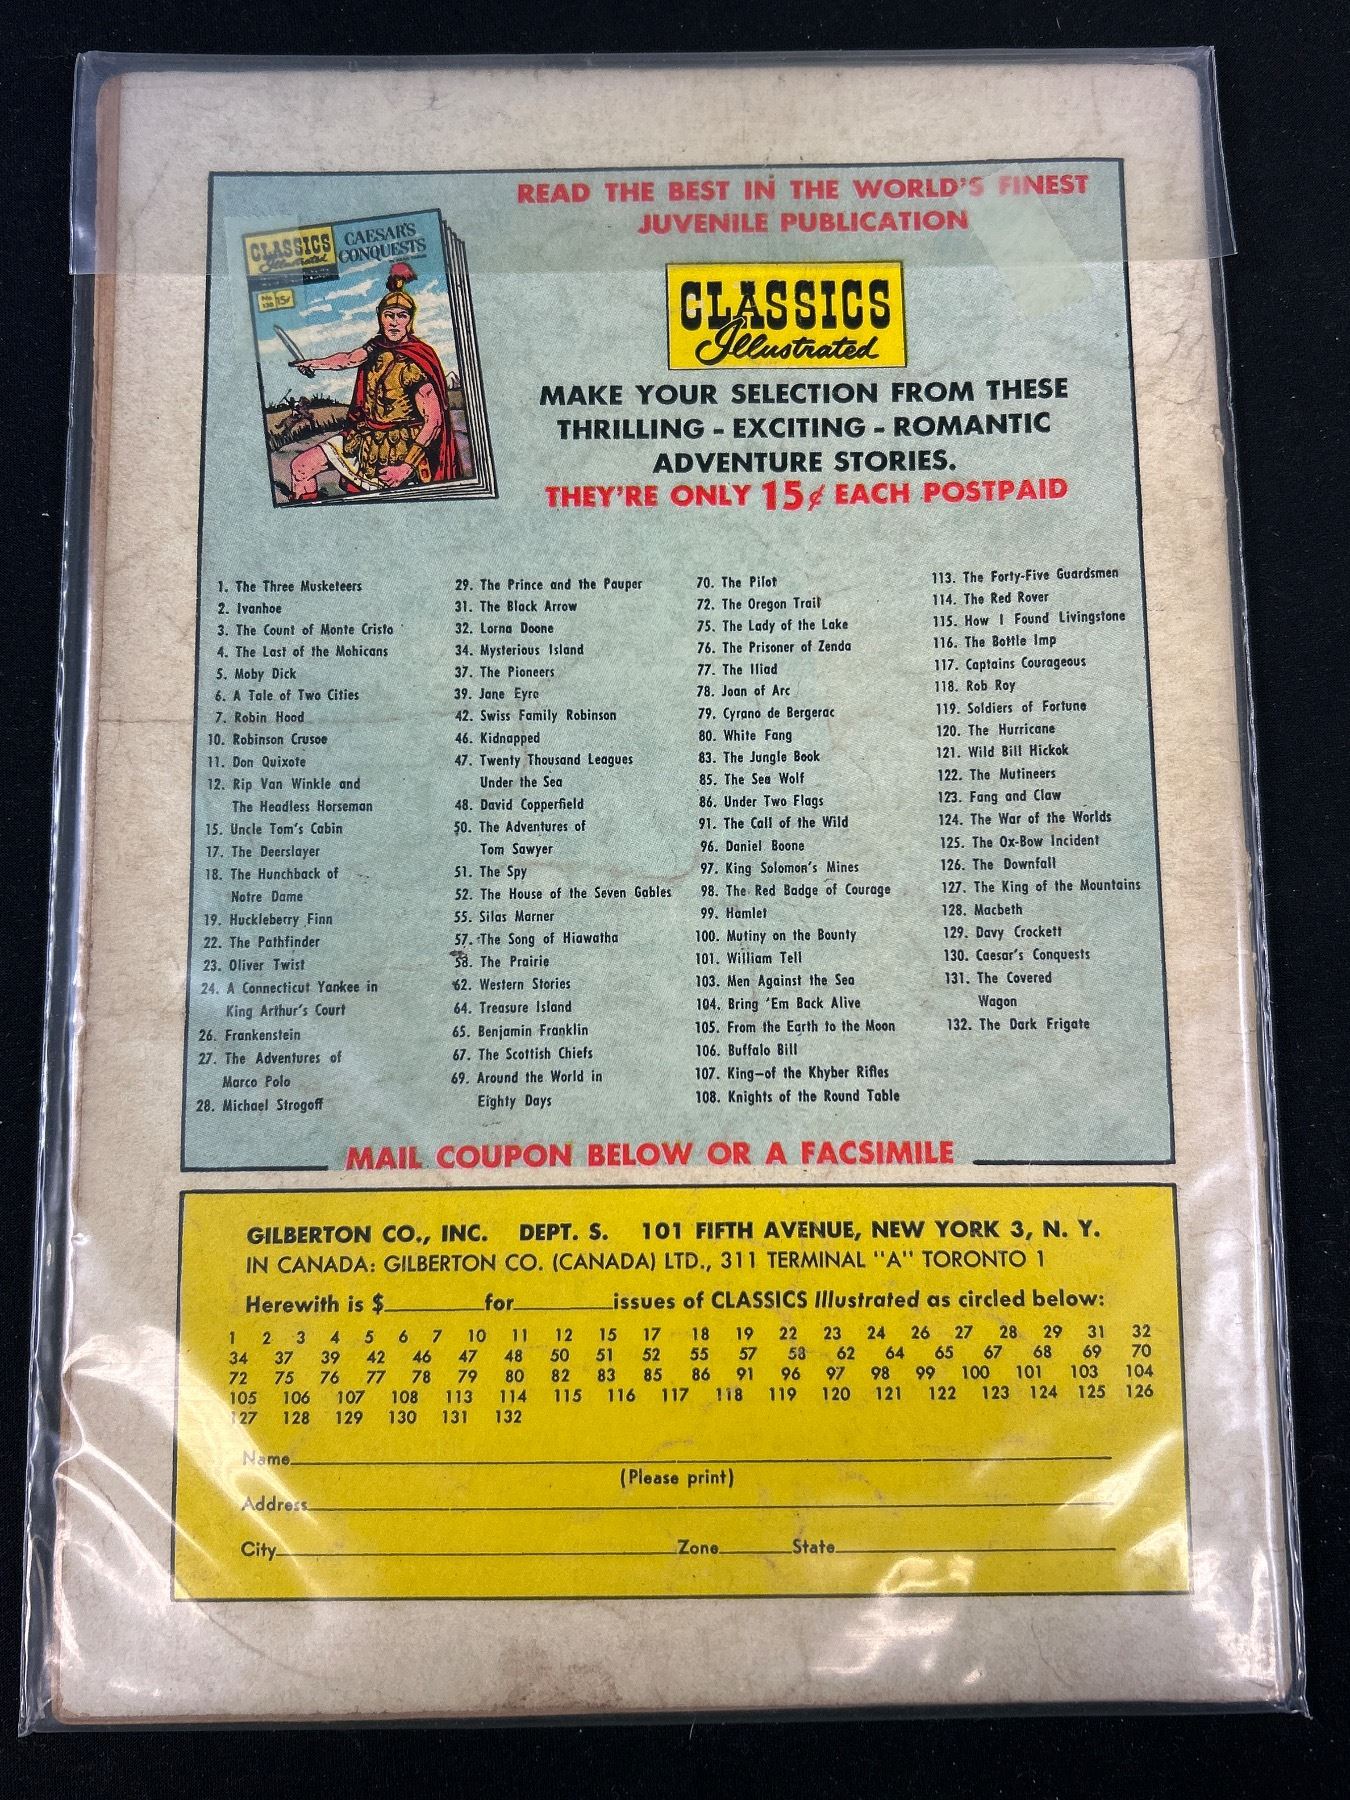 READ THE BEST IN THE WORLD'S FINEST
JUVENILE PUBLICATION
CLASSICS
Illustrated
CAESAR'S
CONQUESTS
No.
130
15¢
CLASSICS
Illustrated
MAKE YOUR SELECTION FROM THESE
THRILLING - EXCITING - ROMANTIC
ADVENTURE STORIES.
THEY'RE ONLY 15¢ EACH POSTPAID
1. The Three Musketeers
2. Ivanhoe
3. The Count of Monte Cristo
4. The Last of the Mohicans
5. Moby Dick
6. A Tale of Two Cities
7. Robin Hood
10. Robinson Crusoe
11. Don Quixote
12. Rip Van Winkle and
The Headless Horseman
15. Uncle Tom's Cabin
17. The Deerslayer
18. The Hunchback of
Notre Dame
19. Huckleberry Finn
22. The Pathfinder
23. Oliver Twist
24. A Connecticut Yankee in
King Arthur's Court
26. Frankenstein
27. The Adventures of
Marco Polo
28. Michael Strogoff
29. The Prince and the Pauper
31. The Black Arrow
32. Lorna Doone
34. Mysterious Island
37. The Pioneers
39. Jane Eyre
42. Swiss Family Robinson
46. Kidnapped
47. Twenty Thousand Leagues
Under the Sea
48. David Copperfield
50. The Adventures of
Tom Sawyer
51. The Spy
52. The House of the Seven Gables
55. Silas Marner
57. The Song of Hiawatha
58. The Prairie
62. Western Stories
64. Treasure Island
65. Benjamin Franklin
67. The Scottish Chiefs
69. Around the World in
Eighty Days
70. The Pilot
72. The Oregon Trail
75. The Lady of the Lake
76. The Prisoner of Zenda
77. The Iliad
78. Joan of Arc
79. Cyrano de Bergerac
80. White Fang
83. The Jungle Book
85. The Sea Wolf
86. Under Two Flags
91. The Call of the Wild
96. Daniel Boone
97. King Solomon's Mines
98. The Red Badge of Courage
99. Hamlet
100. Mutiny on the Bounty
101. William Tell
103. Men Against the Sea
104. Bring 'Em Back Alive
105. From the Earth to the Moon
106. Buffalo Bill
107. King—of the Khyber Rifles
108. Knights of the Round Table
113. The Forty-Five Guardsmen
114. The Red Rover
115. How I Found Livingstone
116. The Bottle Imp
117. Captains Courageous
118. Rob Roy
119. Soldiers of Fortune
120. The Hurricane
121. Wild Bill Hickok
122. The Mutineers
123. Fang and Claw
124. The War of the Worlds
125. The Ox-Bow Incident
126. The Downfall
127. The King of the Mountains
128. Macbeth
129. Davy Crockett
130. Caesar's Conquests
131. The Covered
Wagon
132. The Dark Frigate
MAIL COUPON BELOW OR A FACSIMILE
GILBERTON CO., INC. DEPT. S. 101 FIFTH AVENUE, NEW YORK 3, N. Y.
IN CANADA: GILBERTON CO. (CANADA) LTD., 311 TERMINAL "A" TORONTO 1
Herewith is $ for issues of CLASSICS Illustrated as circled below:
1 2 3 4 5 6 7 10 11 12 15 17 18 19 22 23 24 26 27 28 29 31 32
34 37 39 42 46 47 48 50 51 52 55 57 58 62 64 65 67 68 69 70
72 75 76 77 78 79 80 82 83 85 86 91 96 97 98 99 100 101 103 104
105 106 107 108 113 114 115 116 117 118 119 120 121 122 123 124 125 126
127 128 129 130 131 132
Name
(Please print)
Address
City Zone State